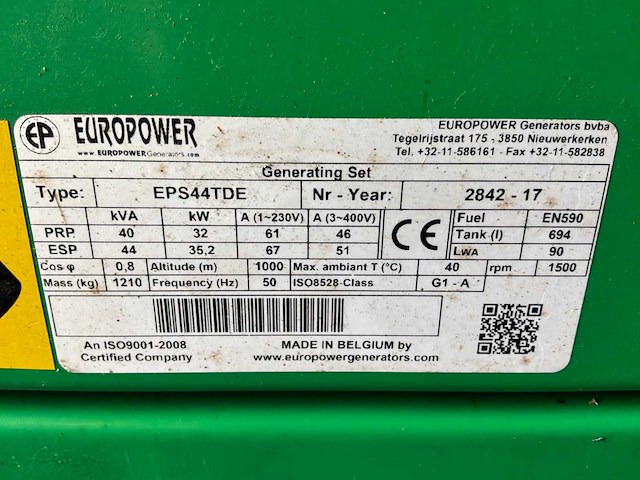 EP EUROPOWER
www.EUROPOWERGenerators.com
EUROPOWER Generators bvba
Tegelrijstraat 175 - 3850 Nieuwerkerken
Tel. +32-11-586161 - Fax +32-11-582838
Generating Set
Type: EPS44TDE Nr - Year: 2842 - 17
kVA kW A (1~230V) A (3~400V) Fuel EN590
PRP 40 32 61 46 CE Tank (l) 694
ESP 44 35,2 67 51 LWA 90
Cos φ 0,8 Altitude (m) 1000 Max. ambiant T (°C) 40 rpm 1500
Mass (kg) 1210 Frequency (Hz) 50 ISO8528-Class G1 - A
An ISO9001-2008
Certified Company
MADE IN BELGIUM by
www.europowergenerators.com